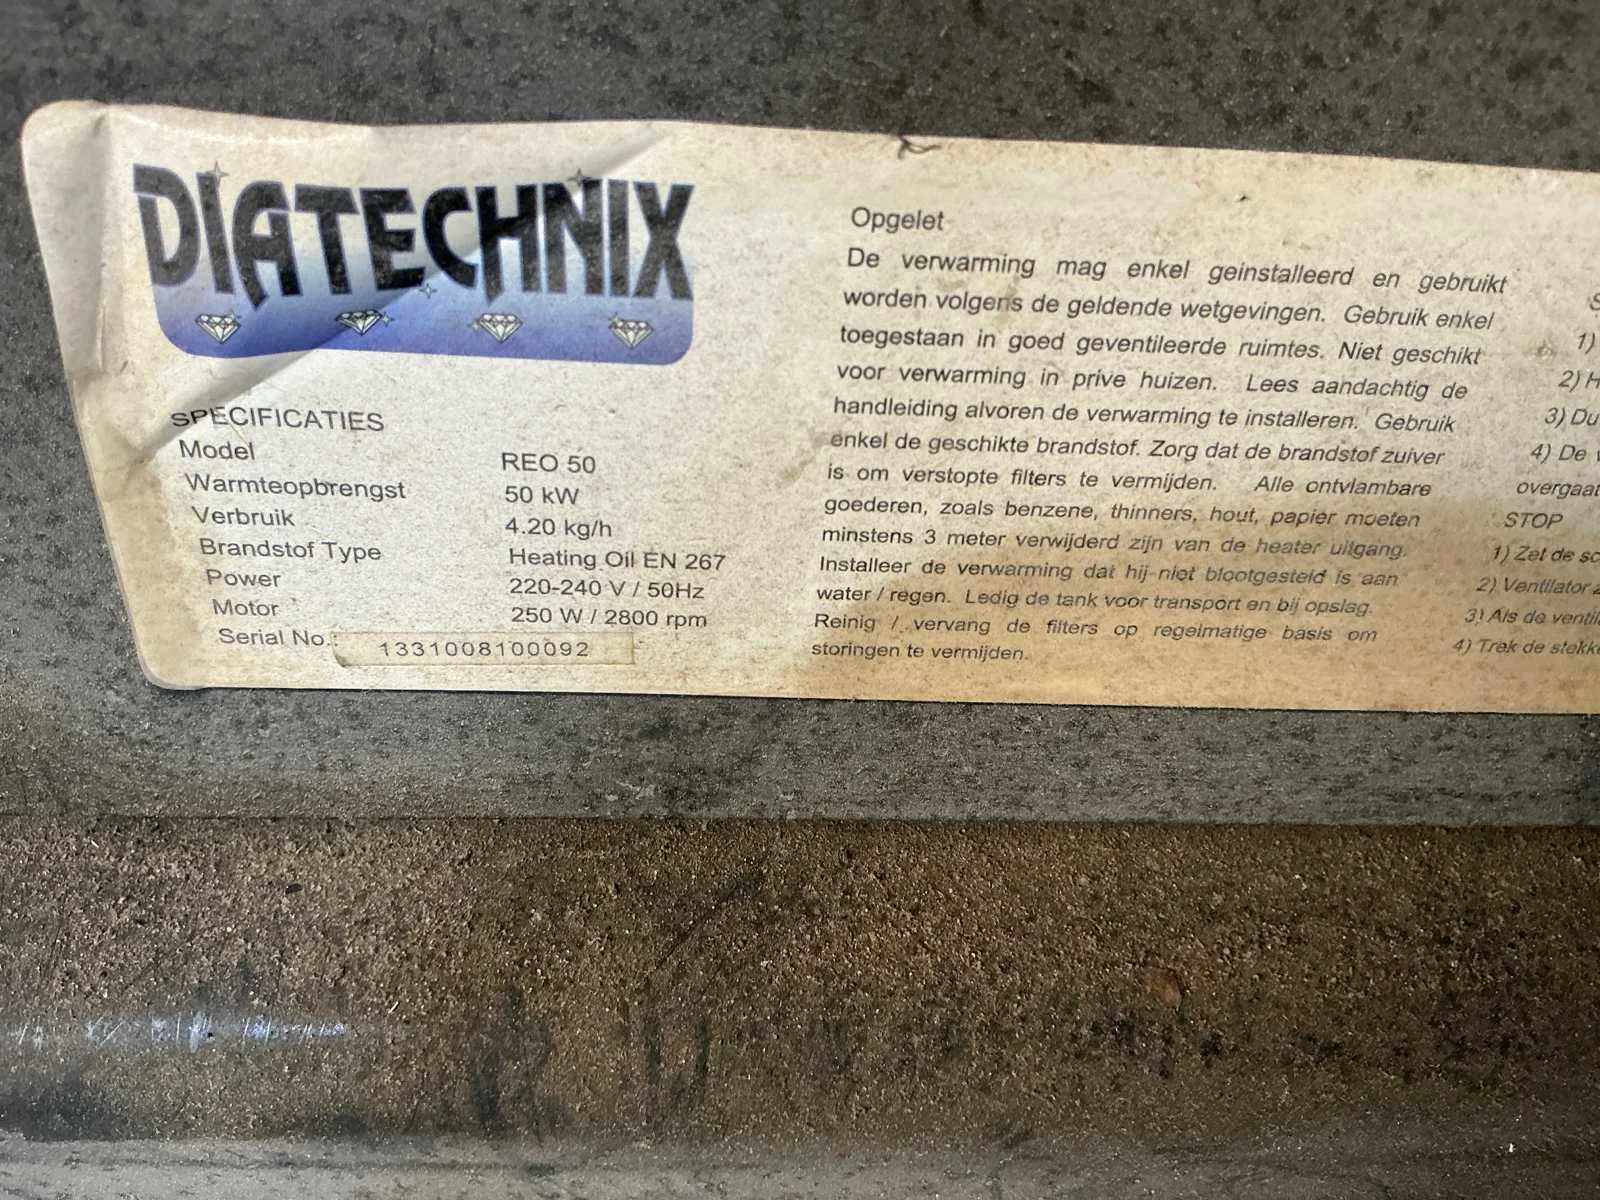 DIATECHNIX
SPECIFICATIES
Model REO 50
Warmteopbrengst 50 kW
Verbruik 4.20 kg/h
Brandstof Type Heating Oil EN 267
Power 220-240 V / 50Hz
Motor 250 W / 2800 rpm
Serial No.: 1331008100092
Opgelet
De verwarming mag enkel geinstalleerd en gebruikt
worden volgens de geldende wetgevingen. Gebruik enkel
toegestaan in goed geventileerde ruimtes. Niet geschikt
voor verwarming in prive huizen. Lees aandachtig de
handleiding alvoren de verwarming te installeren. Gebruik
enkel de geschikte brandstof. Zorg dat de brandstof zuiver
is om verstopte filters te vermijden. Alle ontvlambare
goederen, zoals benzene, thinners, hout, papier moeten
minstens 3 meter verwijderd zijn van de heater uitgang.
Installeer de verwarming dat hij niet blootgesteld is aan
water / regen. Ledig de tank voor transport en bij opslag.
Reinig / vervang de filters op regelmatige basis om
storingen te vermijden.
S
1)
2) H
3) Du
4) De
overgaat
STOP
1) Zet de sc
2) Ventilator
3) Als de ventil
4) Trek de stekke